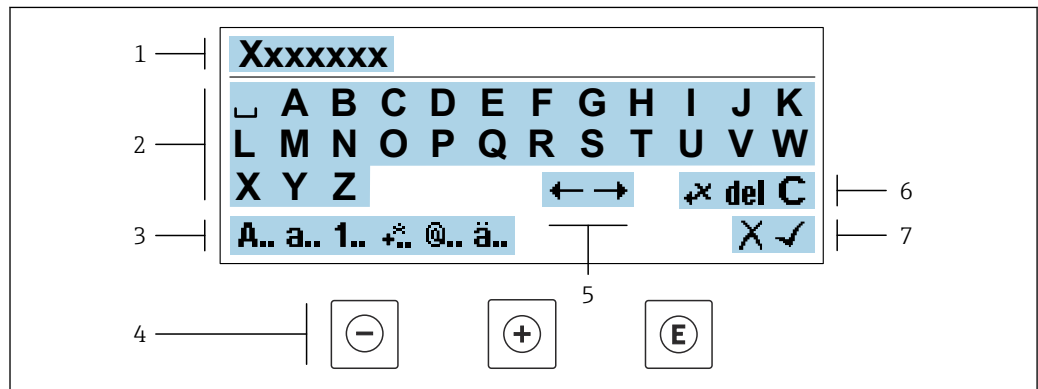 1 Xxxxxxx
2 ␣ A B C D E F G H I J K
L M N O P Q R S T U V W
X Y Z ← → +× del C 6
3 A.. a.. 1.. +*.. @.. ä.. X ✓ 7
5
4 − + E